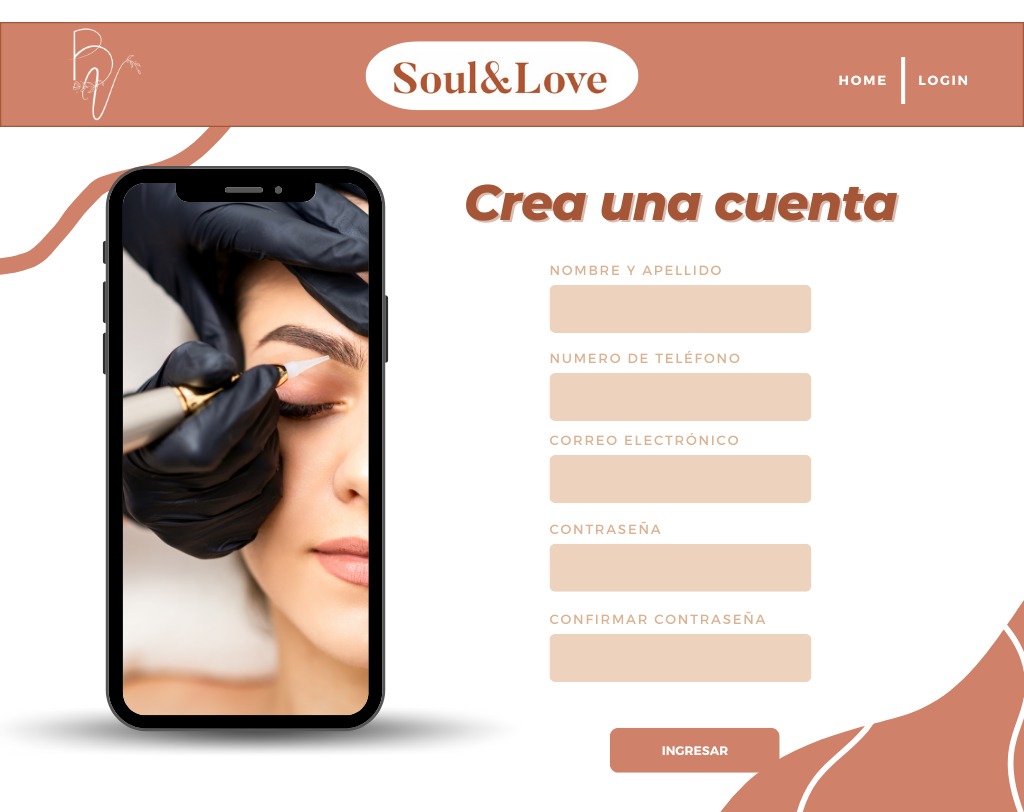 BV
Soul&Love
HOME
LOGIN
Crea una cuenta
NOMBRE Y APELLIDO
NUMERO DE TELÉFONO
CORREO ELECTRÓNICO
CONTRASEÑA
CONFIRMAR CONTRASEÑA
INGRESAR